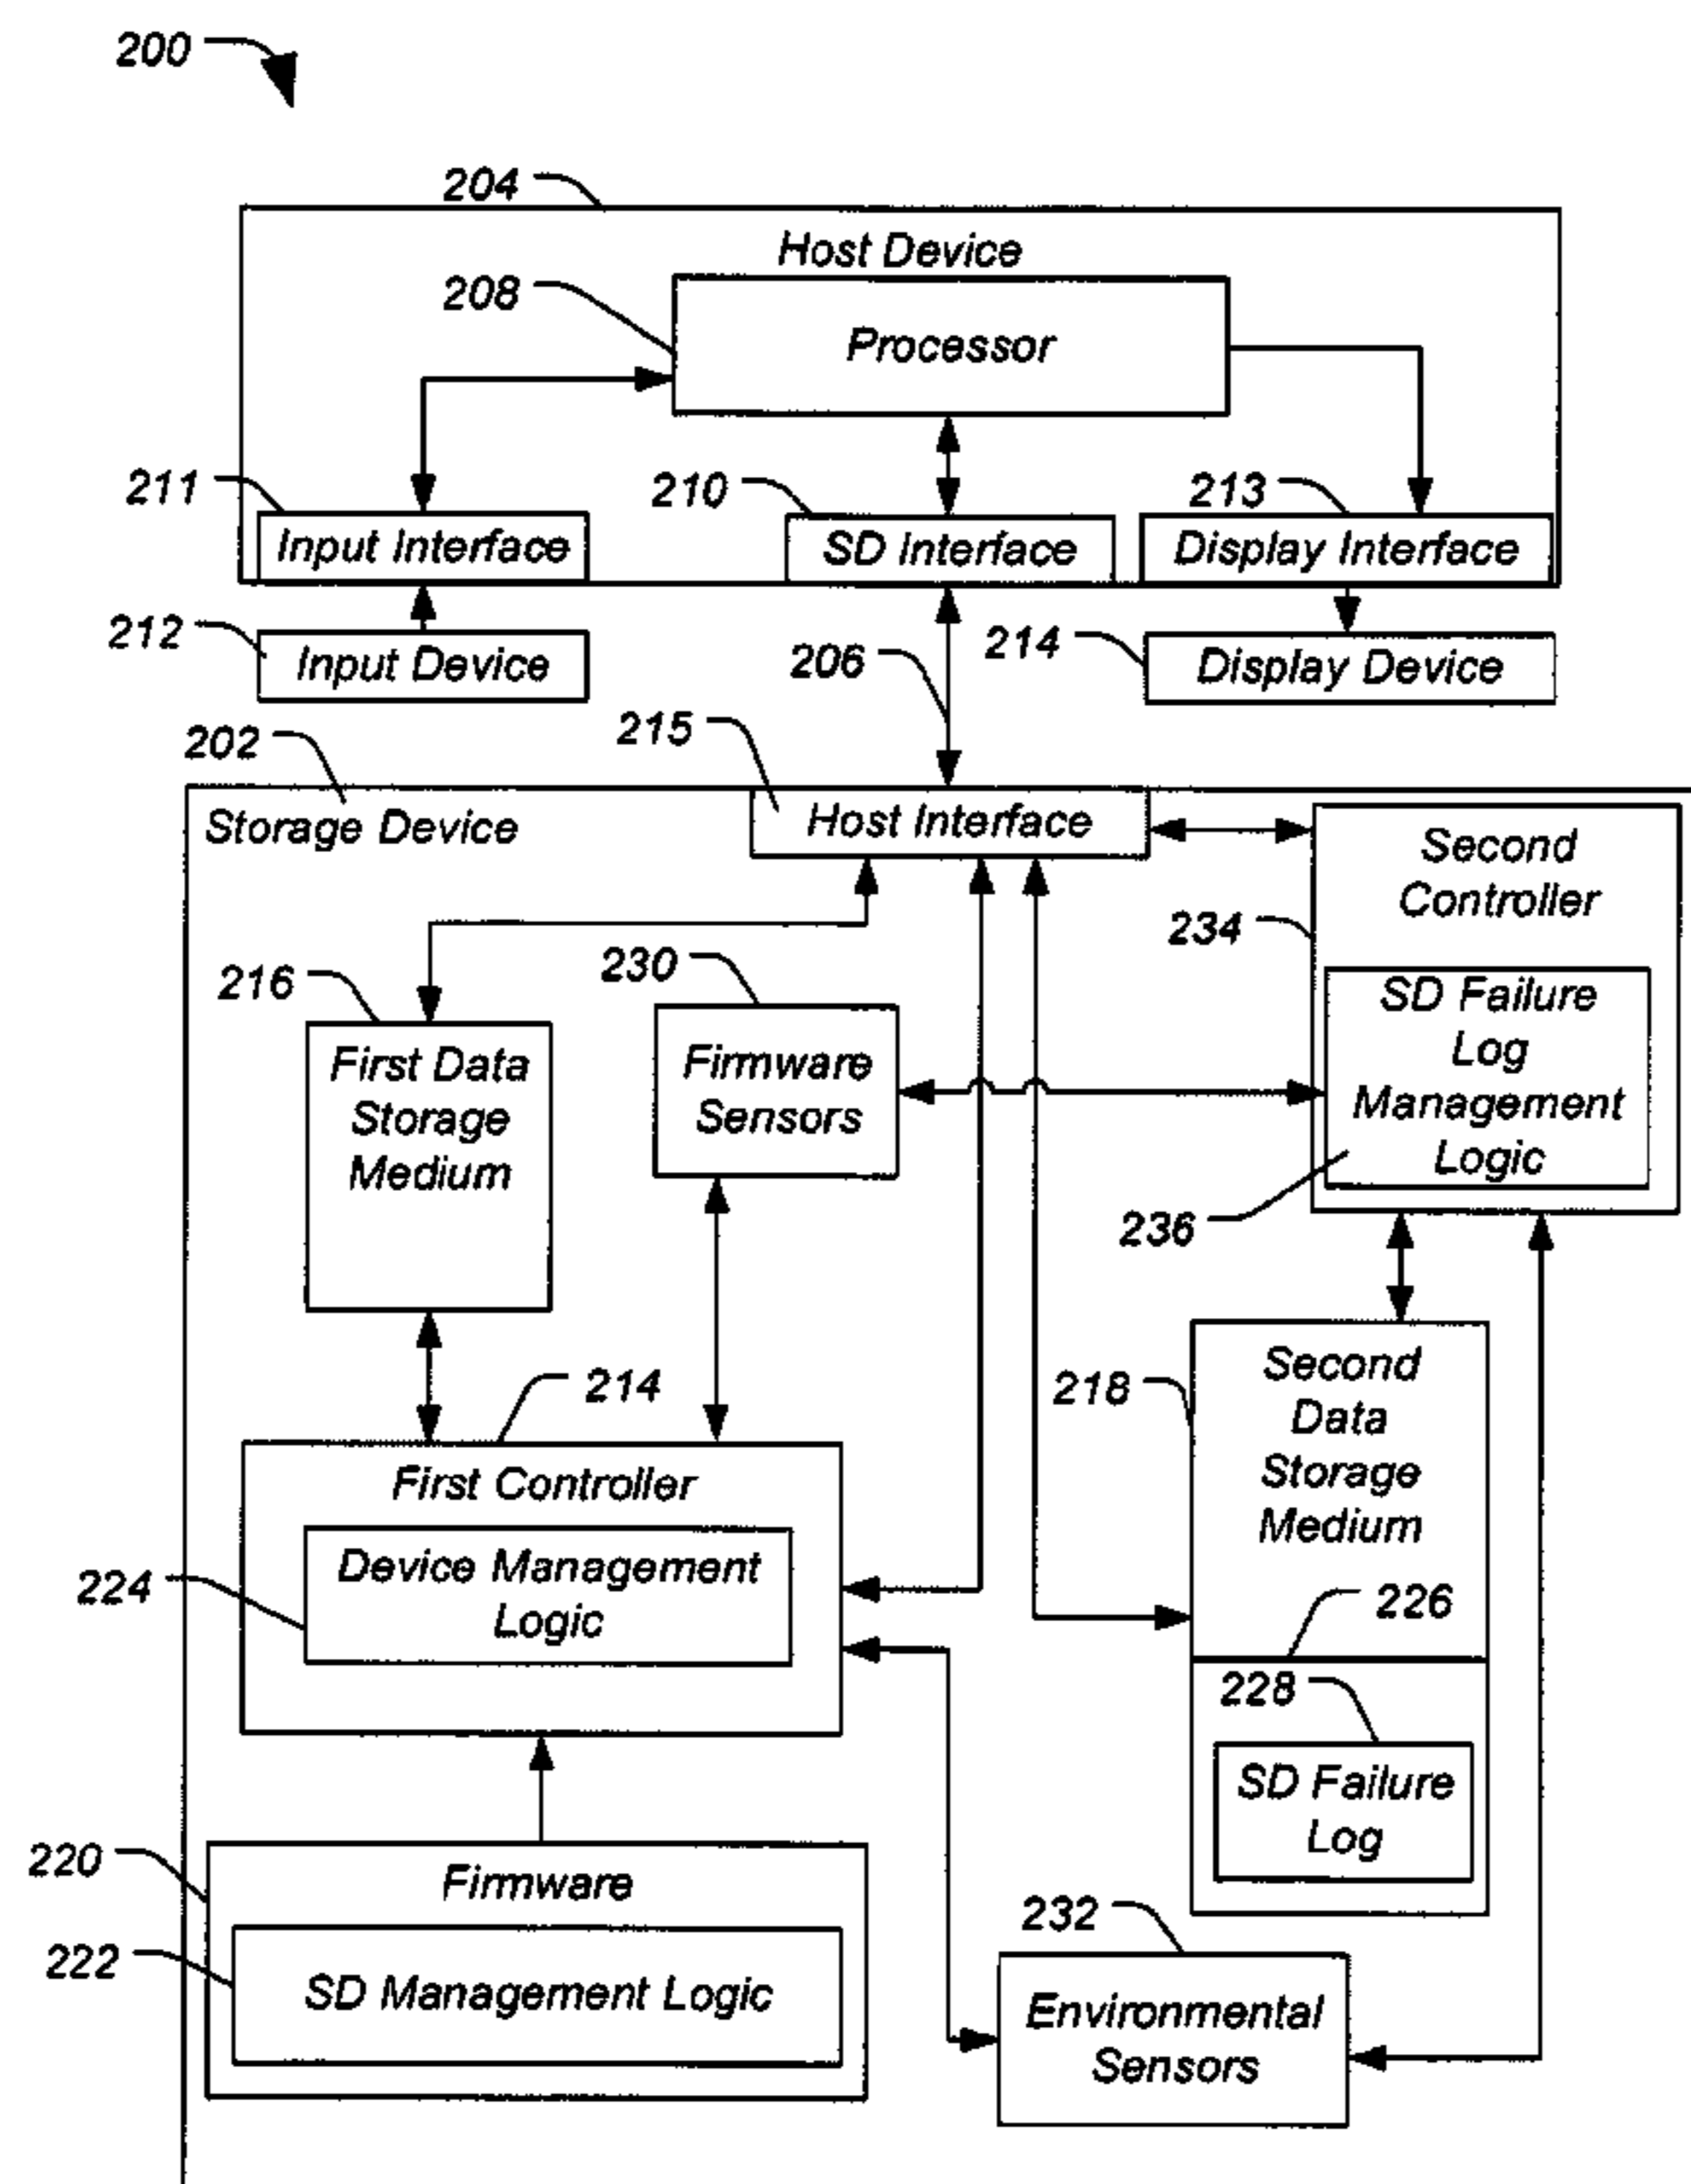 200
204
Host Device
208
Processor
211
210
213
Input Interface
SD Interface
Display Interface
212
Input Device
206
214
Display Device
202
215
Storage Device
Host Interface
Second
Controller
234
216
230
First Data
Storage
Medium
Firmware
Sensors
SD Failure
Log
Management
Logic
236
214
First Controller
224
Device Management
Logic
218
Second
Data
Storage
Medium
226
228
SD Failure
Log
220
Firmware
222
SD Management Logic
232
Environmental
Sensors